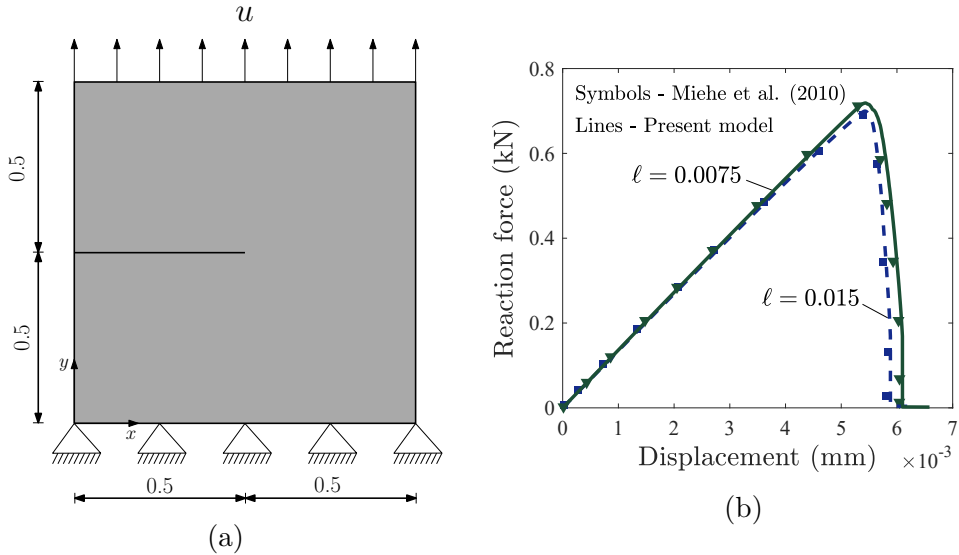 u
0.5
0.5
y
x
0.5
0.5
(a)
Symbols - Miehe et al. (2010)
Lines - Present model
ℓ = 0.0075
ℓ = 0.015
Reaction force (kN)
0.8
0.6
0.4
0.2
0
0 1 2 3 4 5 6 7
Displacement (mm) ×10⁻³
(b)